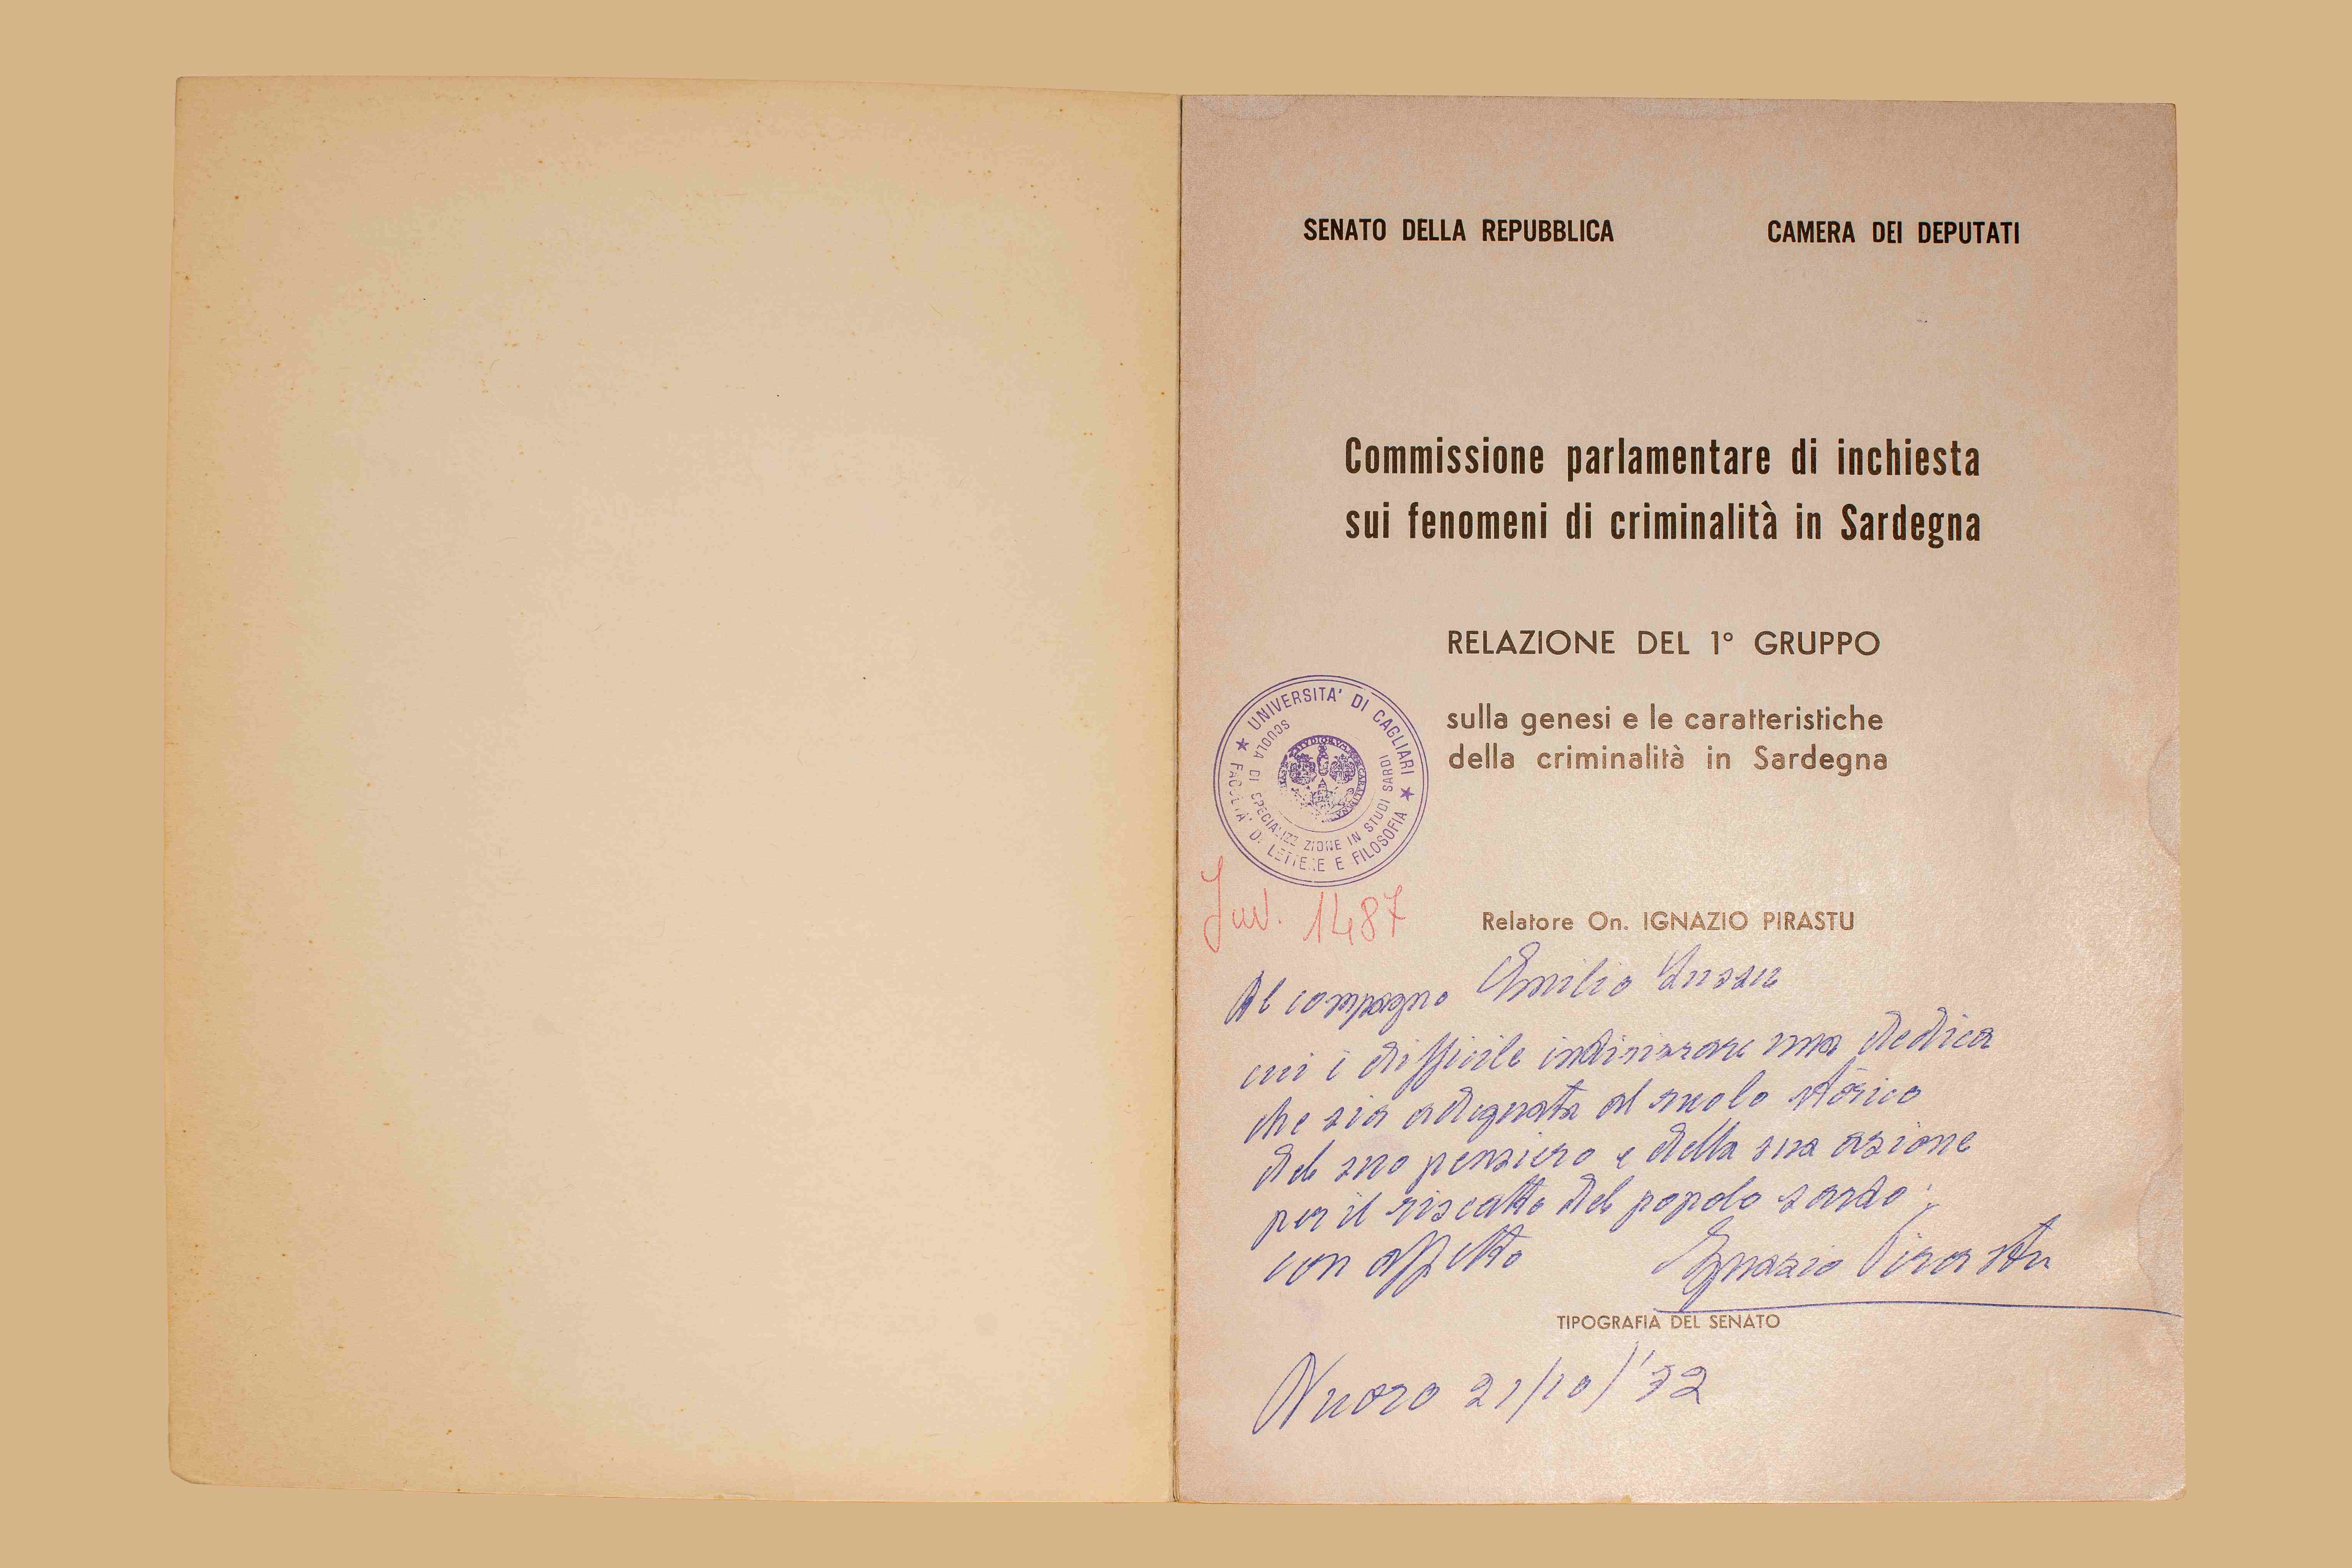 SENATO DELLA REPUBBLICA CAMERA DEI DEPUTATI
Commissione parlamentare di inchiesta
sui fenomeni di criminalità in Sardegna
RELAZIONE DEL 1° GRUPPO
sulla genesi e le caratteristiche
della criminalità in Sardegna
★ UNIVERSITA' DI CAGLIARI ★
FACOLTA' DI LETTERE E FILOSOFIA
SCUOLA DI SPECIALIZZAZIONE IN STUDI SARDI
Inv. 1487
Relatore On. IGNAZIO PIRASTU
Al compagno Emilio Lussu
cui è difficile indirizzare una dedica
che sia adeguata al ruolo storico
del suo pensiero e della sua azione
per il riscatto del popolo sardo;
con affetto Ignazio Pirastu
TIPOGRAFIA DEL SENATO
Nuoro 21/10/'72